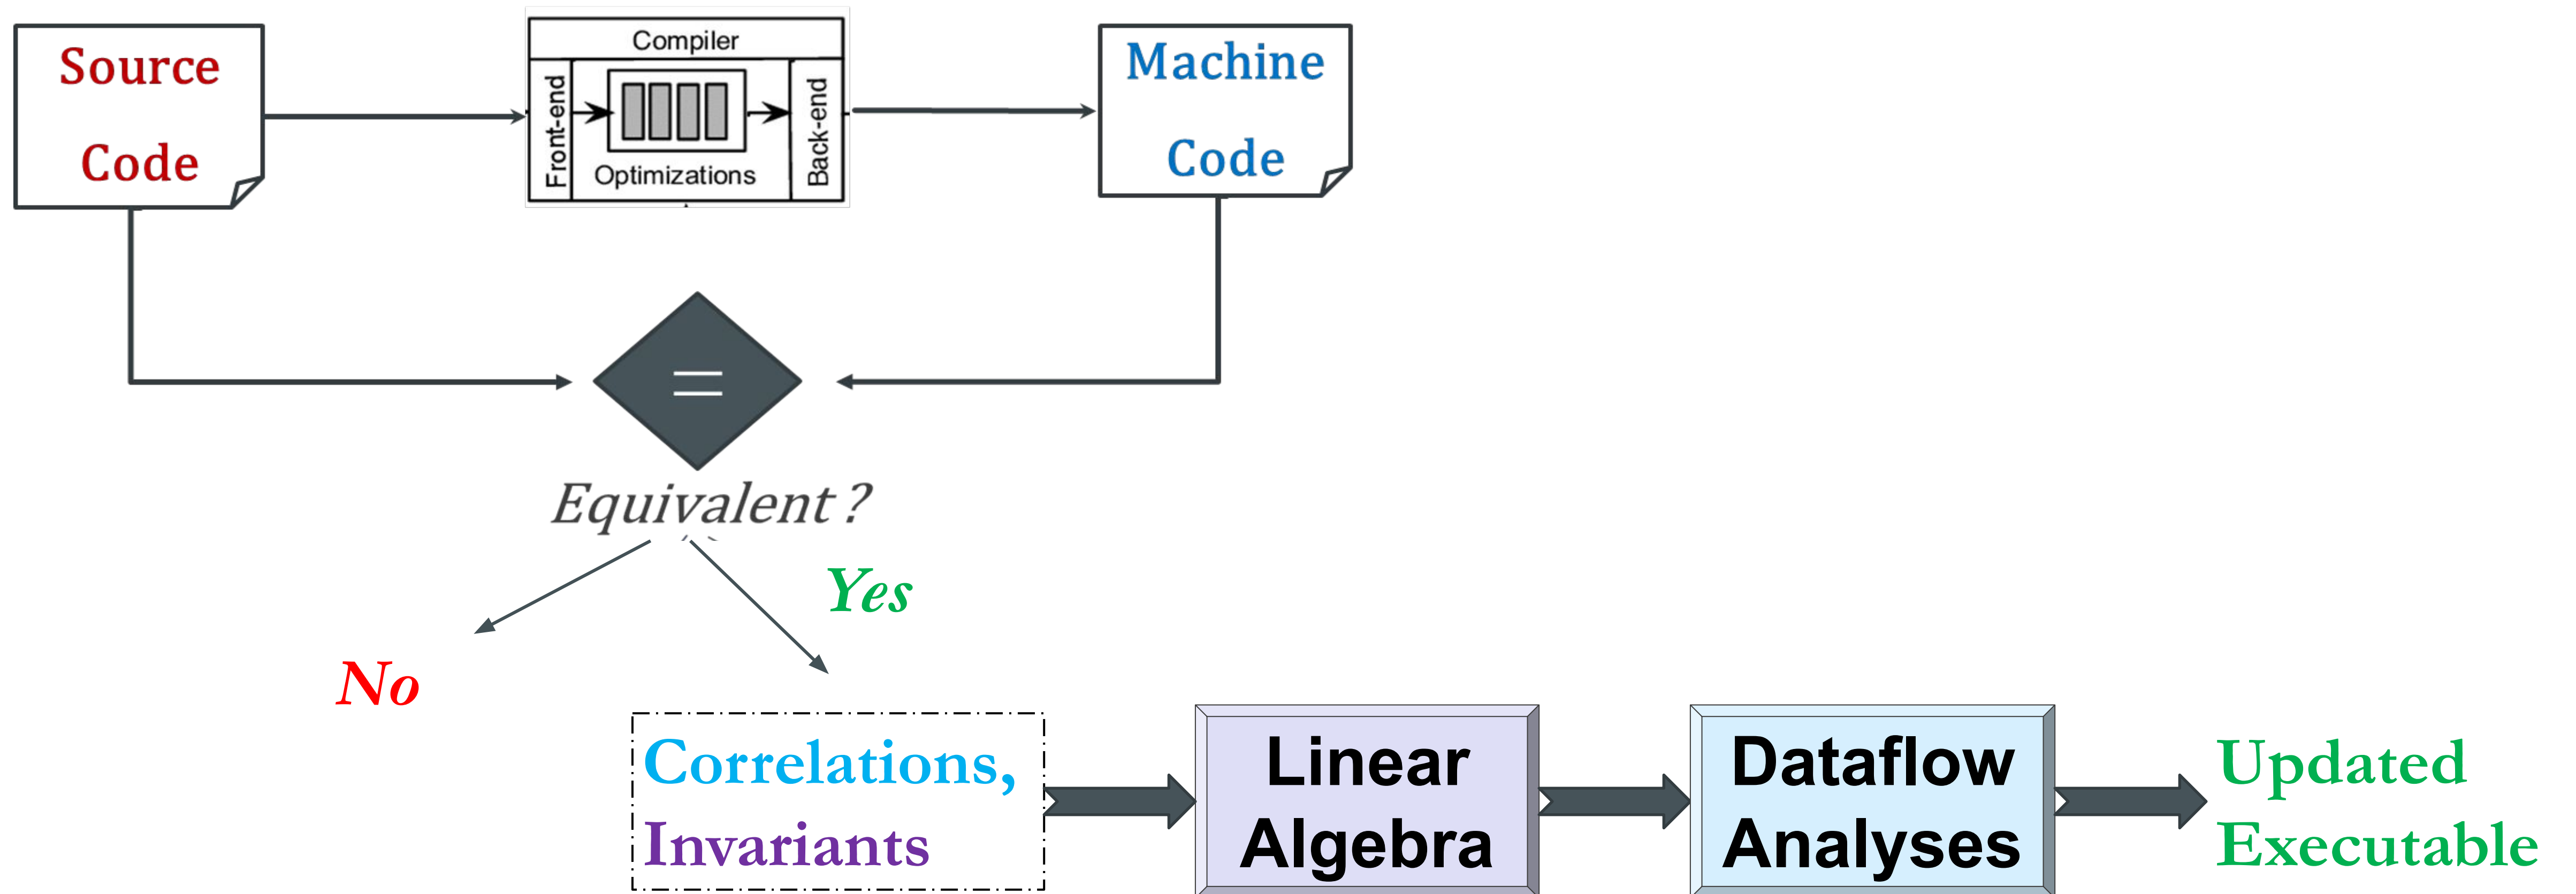 Source
Code
Compiler
Front-end
Optimizations
Back-end
Machine
Code
=
Equivalent ?
Yes
No
Correlations,
Invariants
Linear
Algebra
Dataflow
Analyses
Updated
Executable